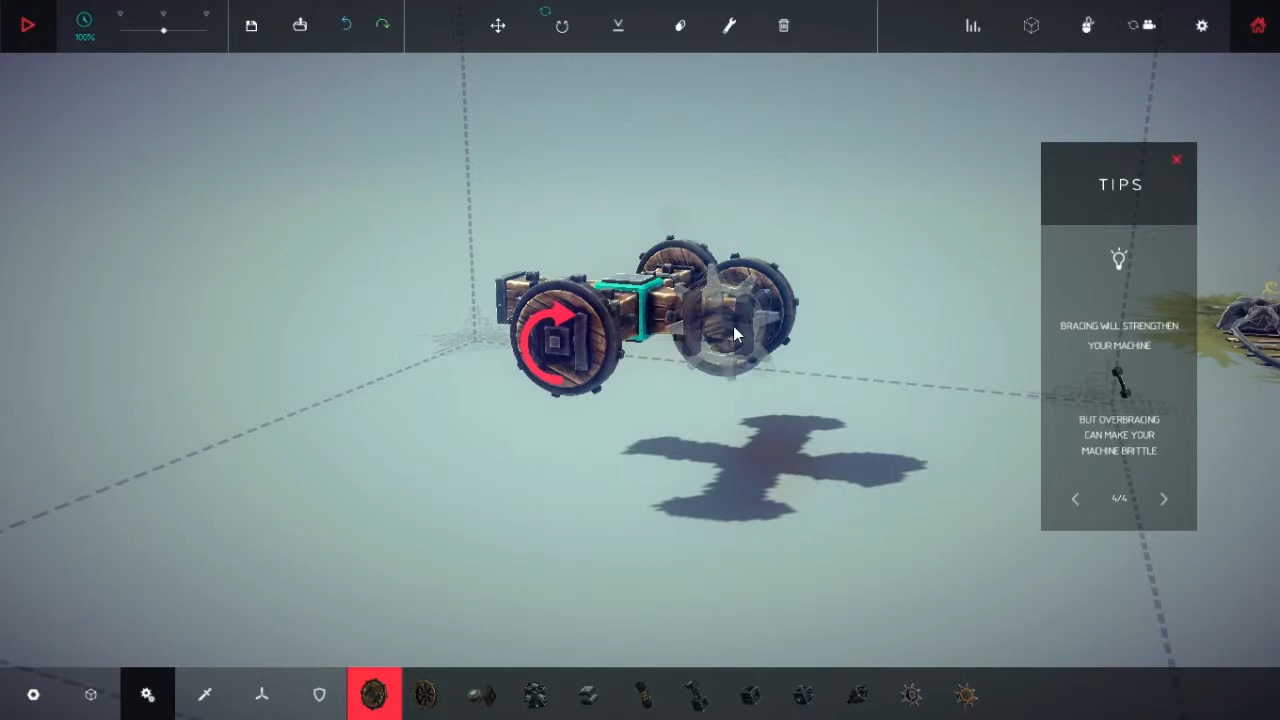 100%
TIPS
BRACING WILL STRENGTHEN
YOUR MACHINE
BUT OVERBRACING
CAN MAKE YOUR
MACHINE BRITTLE
4/4